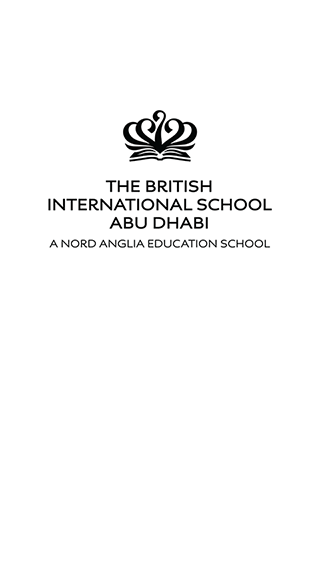 THE BRITISH
INTERNATIONAL SCHOOL
ABU DHABI
A NORD ANGLIA EDUCATION SCHOOL